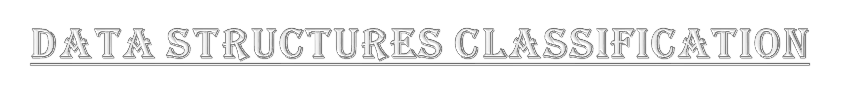 DATA STRUCTURES CLASSIFICATION